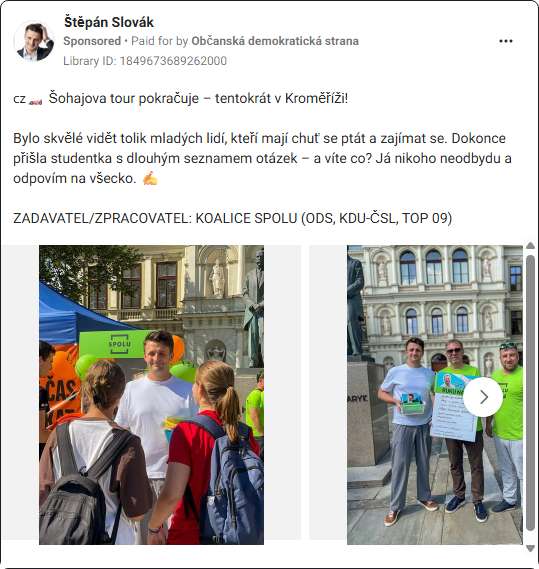 Štěpán Slovák
Sponsored • Paid for by Občanská demokratická strana
Library ID: 1849673689262000
cz 🏎️ Šohajova tour pokračuje – tentokrát v Kroměříži!
Bylo skvělé vidět tolik mladých lidí, kteří mají chuť se ptát a zajímat se. Dokonce
přišla studentka s dlouhým seznamem otázek – a víte co? Já nikoho neodbydu a
odpovím na všecko. ✍️
ZADAVATEL/ZPRACOVATEL: KOALICE SPOLU (ODS, KDU-ČSL, TOP 09)
SPOLU
ČAS
ARYK
SPOLU